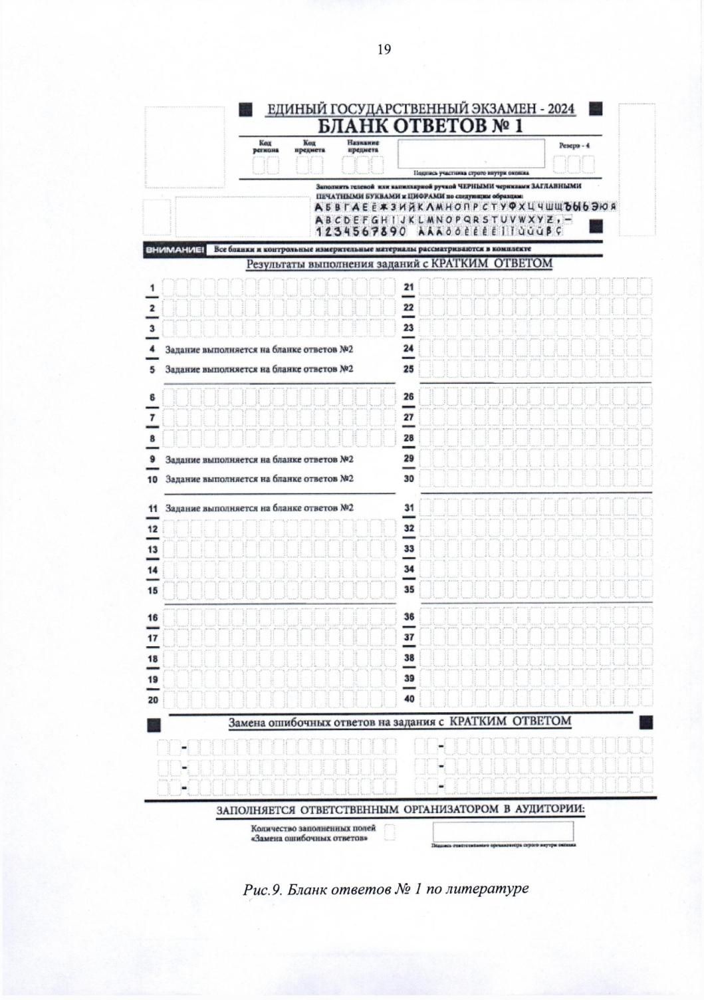 19
ЕДИНЫЙ ГОСУДАРСТВЕННЫЙ ЭКЗАМЕН - 2024
БЛАНК ОТВЕТОВ № 1
Код региона
Код предмета
Название предмета
Резерв - 4
Подпись участника строго внутри окошка
Заполнять гелевой или капиллярной ручкой ЧЕРНЫМИ чернилами ЗАГЛАВНЫМИ
ПЕЧАТНЫМИ БУКВАМИ и ЦИФРАМИ по следующим образцам:
АБВГДЕЁЖЗИЙКЛМНОПРСТУФХЦЧШЩЪЫЬЭЮЯ
ABCDEFGHIJKLMNOPQRSTUVWXYZ,-
1234567890
ВНИМАНИЕ! Все бланки и контрольные измерительные материалы рассматриваются в комплекте
Результаты выполнения заданий с КРАТКИМ ОТВЕТОМ
1 21
2 22
3 23
4 Задание выполняется на бланке ответов №2 24
5 Задание выполняется на бланке ответов №2 25
6 26
7 27
8 28
9 Задание выполняется на бланке ответов №2 29
10 Задание выполняется на бланке ответов №2 30
11 Задание выполняется на бланке ответов №2 31
12 32
13 33
14 34
15 35
16 36
17 37
18 38
19 39
20 40
Замена ошибочных ответов на задания с КРАТКИМ ОТВЕТОМ
- -
- -
- -
ЗАПОЛНЯЕТСЯ ОТВЕТСТВЕННЫМ ОРГАНИЗАТОРОМ В АУДИТОРИИ:
Количество заполненных полей
«Замена ошибочных ответов»
Подпись ответственного организатора строго внутри окошка
Рис.9. Бланк ответов № 1 по литературе